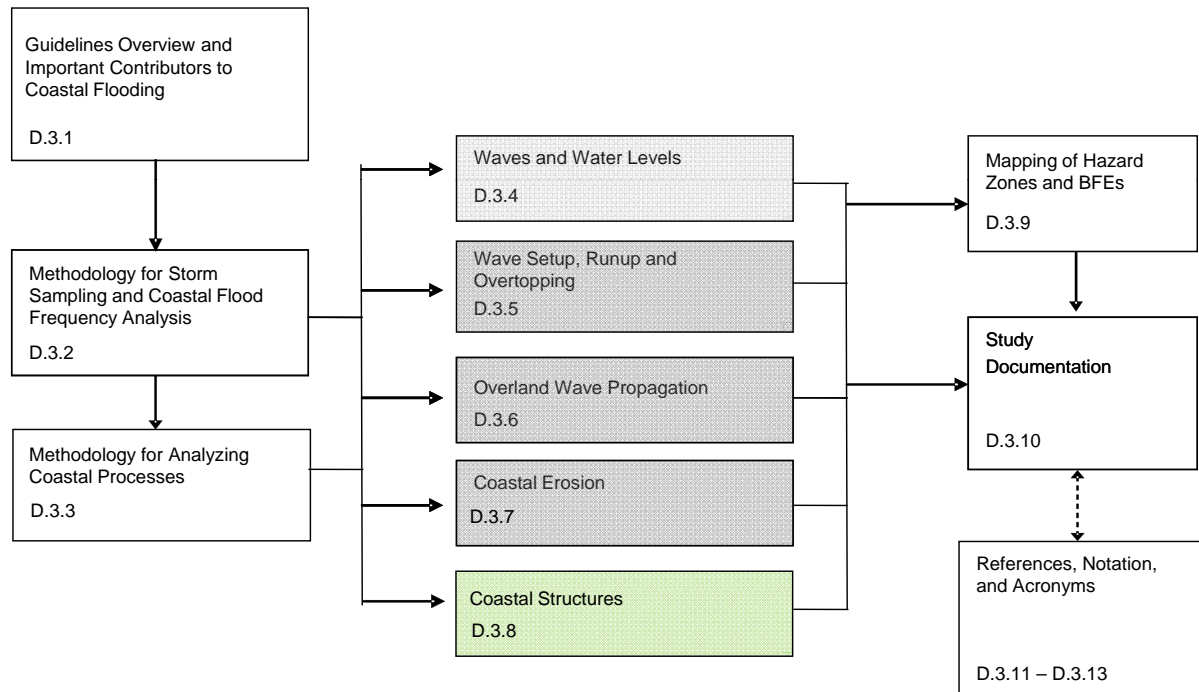 Guidelines Overview and
Important Contributors to
Coastal Flooding
D.3.1
Methodology for Storm
Sampling and Coastal Flood
Frequency Analysis
D.3.2
Methodology for Analyzing
Coastal Processes
D.3.3
Waves and Water Levels
D.3.4
Wave Setup, Runup and
Overtopping
D.3.5
Overland Wave Propagation
D.3.6
Coastal Erosion
D.3.7
Coastal Structures
D.3.8
Mapping of Hazard
Zones and BFEs
D.3.9
Study
Documentation
D.3.10
References, Notation,
and Acronyms
D.3.11 – D.3.13